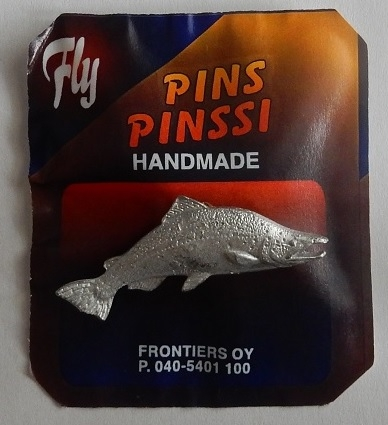 Fly
PINS
PINSSI
HANDMADE
FRONTIERS OY
P. 040-5401 100